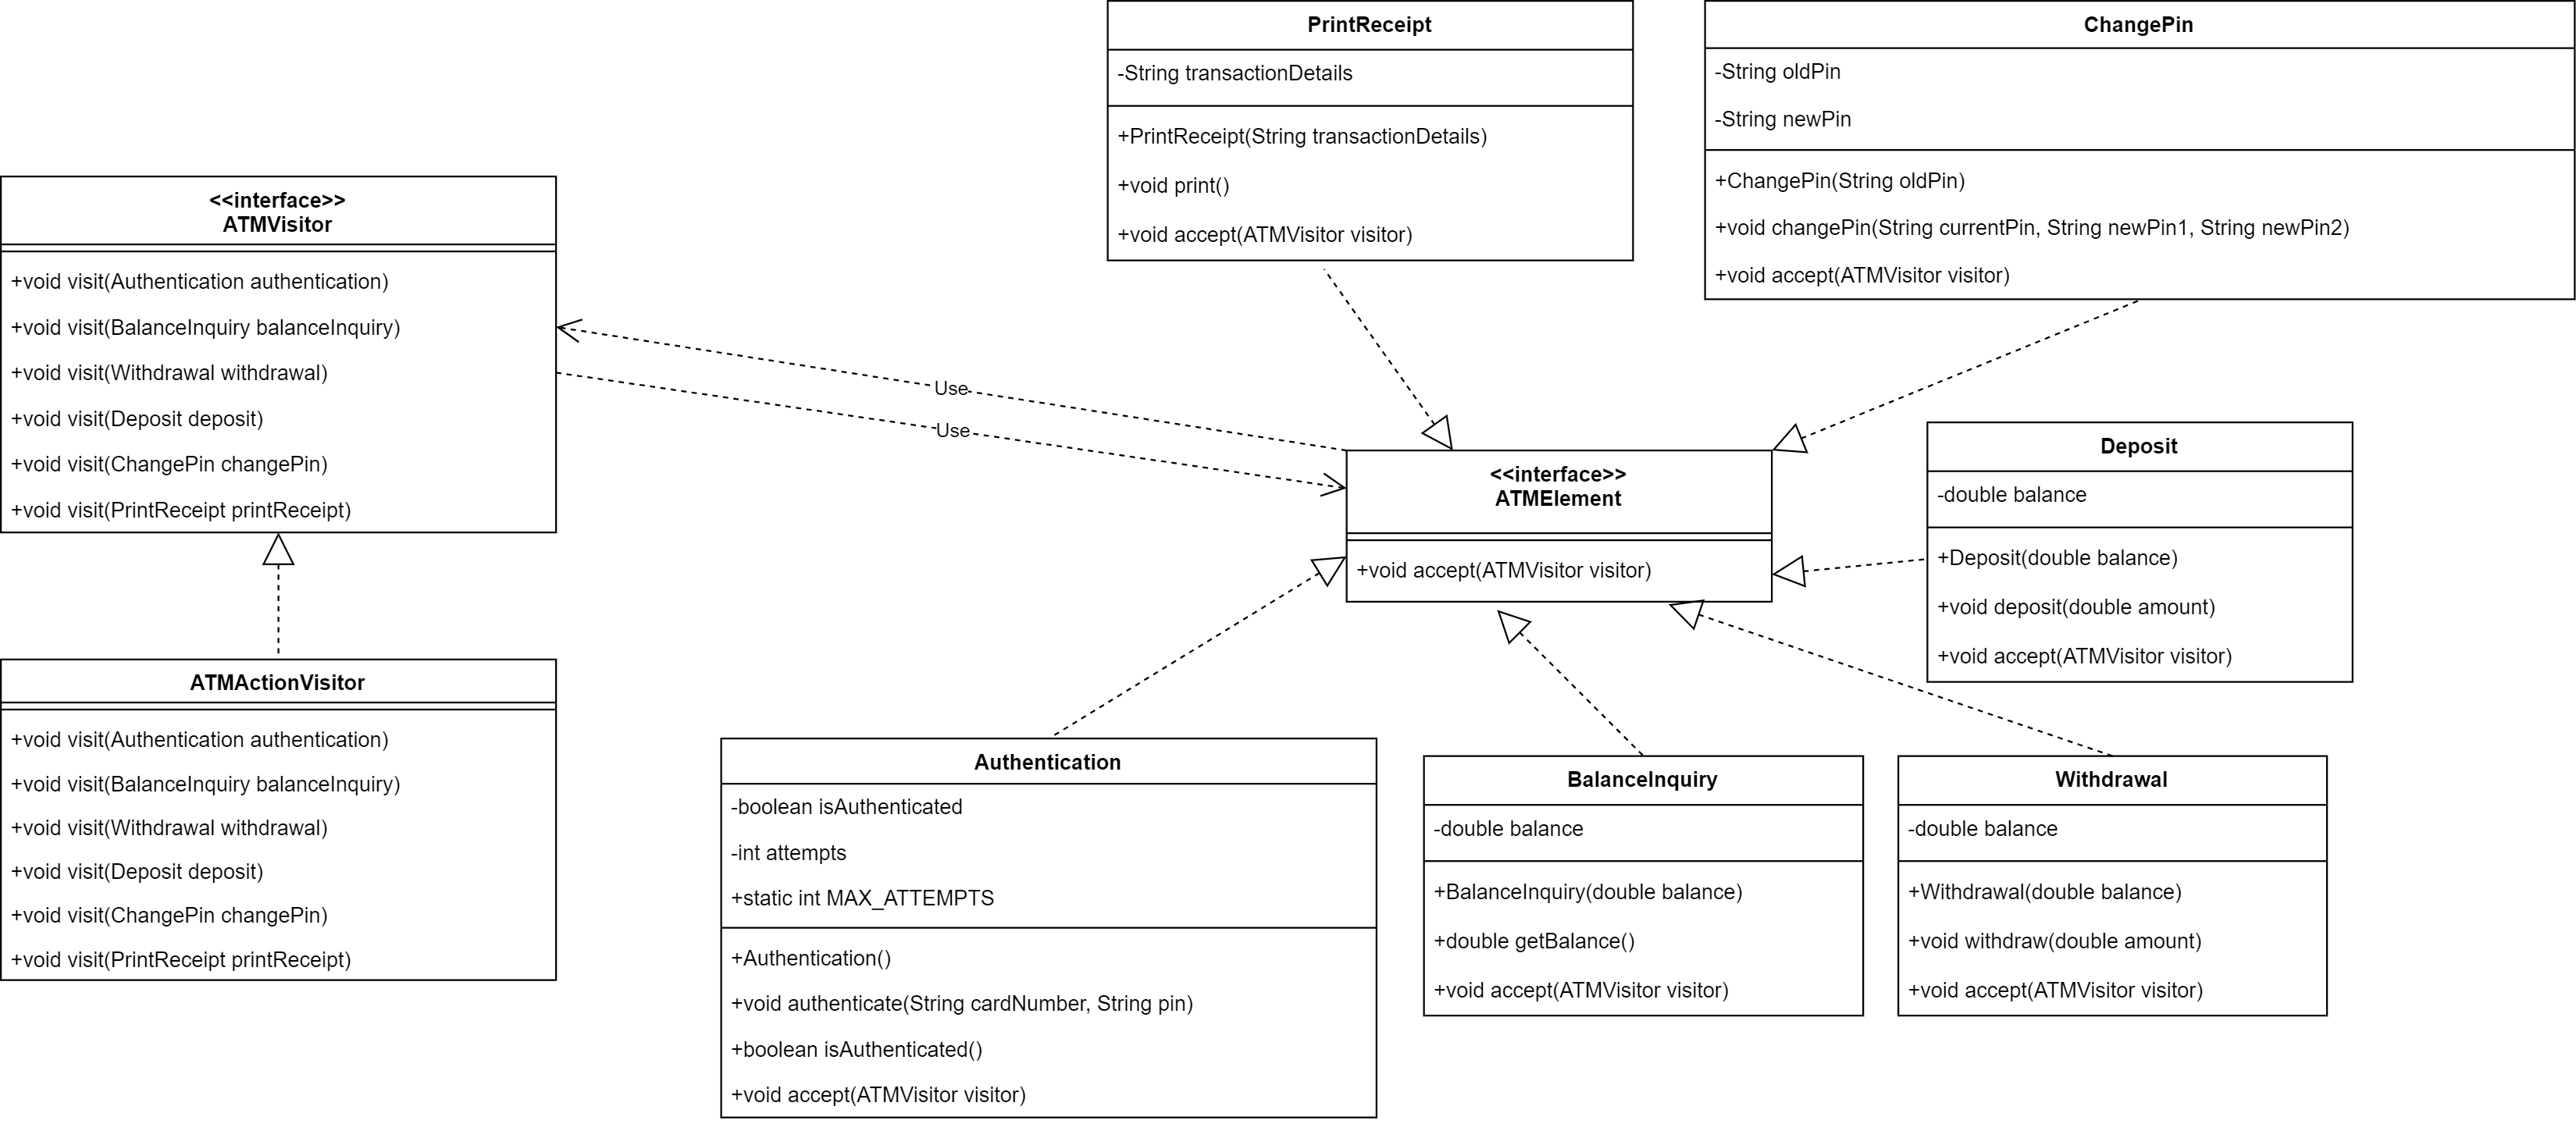 PrintReceipt
-String transactionDetails
+PrintReceipt(String transactionDetails)
+void print()
+void accept(ATMVisitor visitor)
ChangePin
-String oldPin
-String newPin
+ChangePin(String oldPin)
+void changePin(String currentPin, String newPin1, String newPin2)
+void accept(ATMVisitor visitor)
<<interface>>
ATMVisitor
+void visit(Authentication authentication)
+void visit(BalanceInquiry balanceInquiry)
+void visit(Withdrawal withdrawal)
+void visit(Deposit deposit)
+void visit(ChangePin changePin)
+void visit(PrintReceipt printReceipt)
Use
Use
<<interface>>
ATMElement
+void accept(ATMVisitor visitor)
Deposit
-double balance
+Deposit(double balance)
+void deposit(double amount)
+void accept(ATMVisitor visitor)
ATMActionVisitor
+void visit(Authentication authentication)
+void visit(BalanceInquiry balanceInquiry)
+void visit(Withdrawal withdrawal)
+void visit(Deposit deposit)
+void visit(ChangePin changePin)
+void visit(PrintReceipt printReceipt)
Authentication
-boolean isAuthenticated
-int attempts
+static int MAX_ATTEMPTS
+Authentication()
+void authenticate(String cardNumber, String pin)
+boolean isAuthenticated()
+void accept(ATMVisitor visitor)
BalanceInquiry
-double balance
+BalanceInquiry(double balance)
+double getBalance()
+void accept(ATMVisitor visitor)
Withdrawal
-double balance
+Withdrawal(double balance)
+void withdraw(double amount)
+void accept(ATMVisitor visitor)